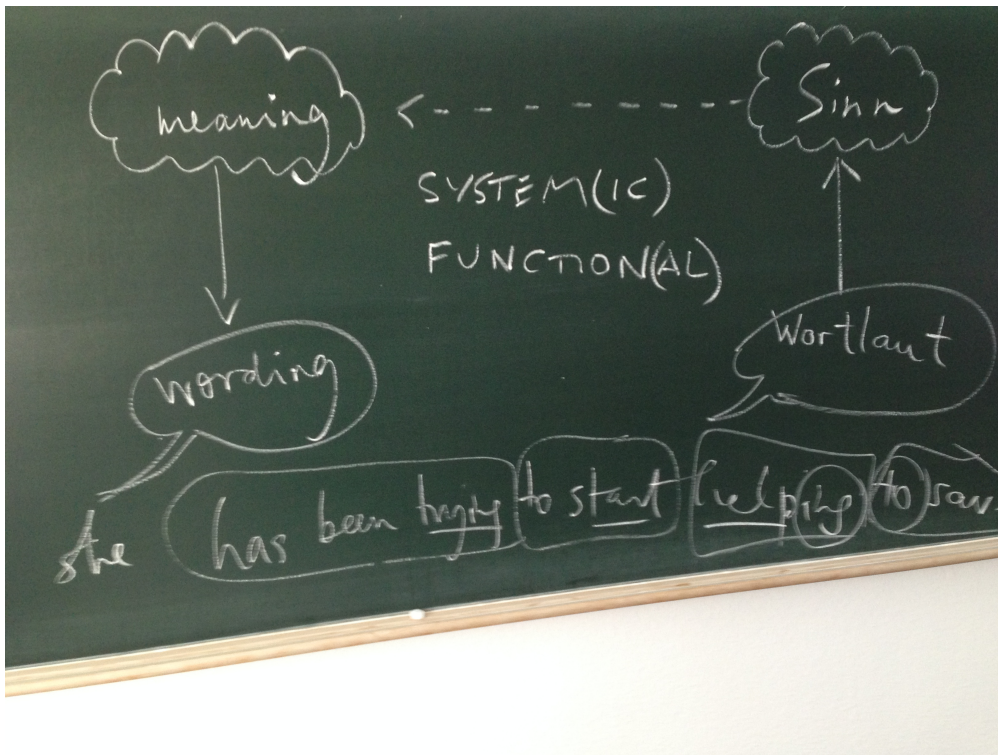 meaning
Sinn
SYSTEM(IC)
FUNCTION(AL)
wording
Wortlaut
she has been trying to start helping to